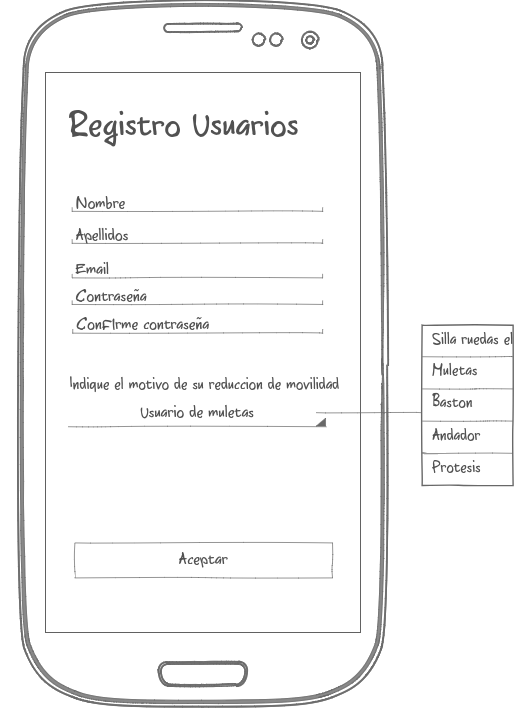 Registro Usuarios
Nombre
Apellidos
Email
Contraseña
ConFIrme contraseña
Indique el motivo de su reduccion de movilidad
Usuario de muletas
Silla ruedas el
Muletas
Baston
Andador
Protesis
Aceptar